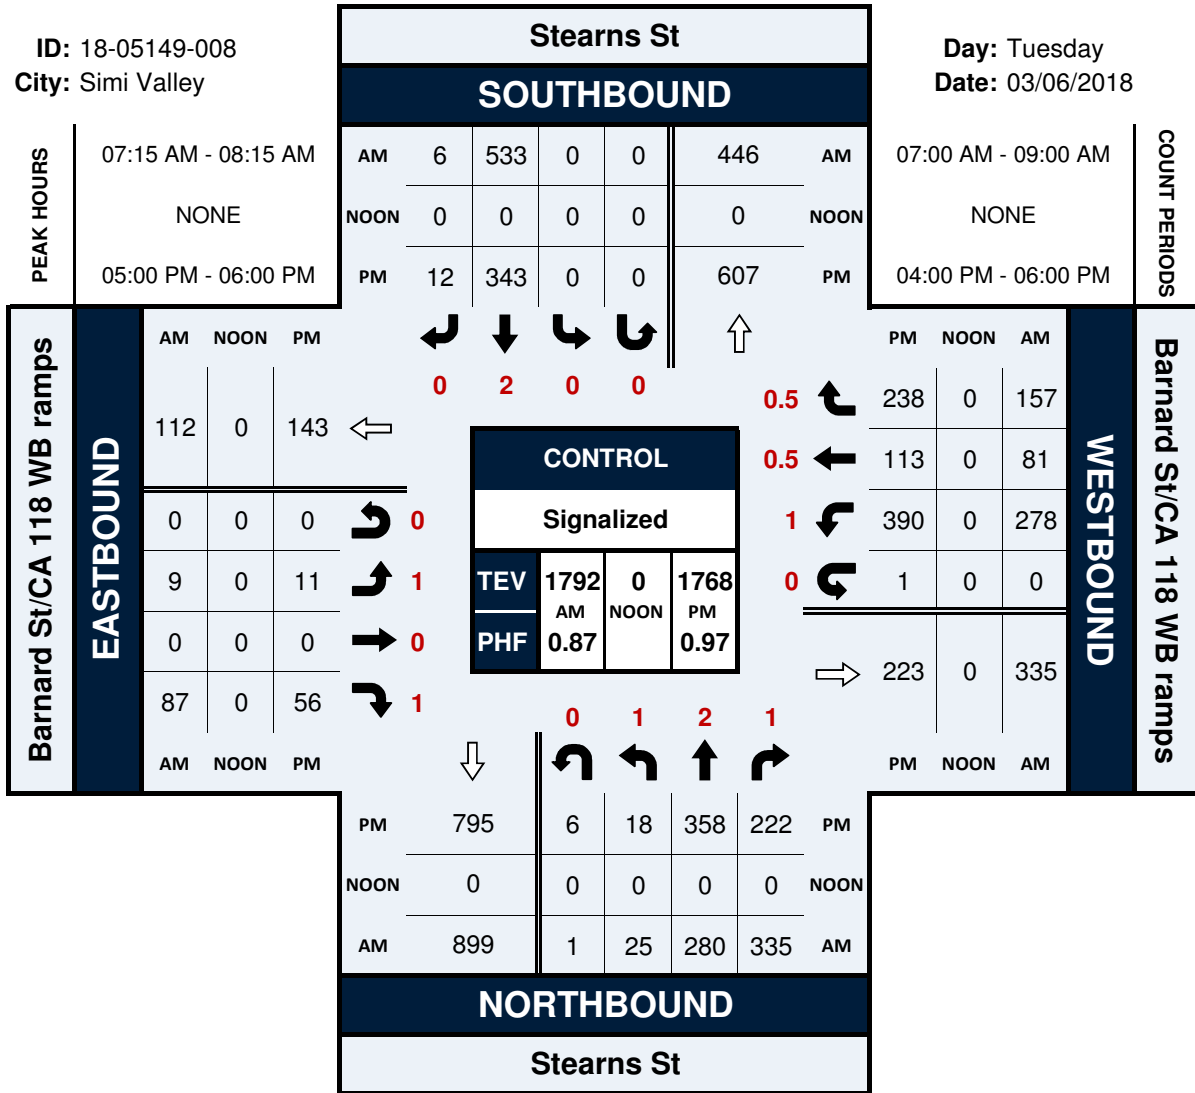 ID: 18-05149-008
City: Simi Valley
Stearns St
SOUTHBOUND
Day: Tuesday
Date: 03/06/2018
PEAK HOURS
07:15 AM - 08:15 AM
NONE
05:00 PM - 06:00 PM
AM 6 533 0 0 446 AM
NOON 0 0 0 0 0 NOON
PM 12 343 0 0 607 PM
07:00 AM - 09:00 AM
NONE
04:00 PM - 06:00 PM
COUNT PERIODS
0 2 0 0
Barnard St/CA 118 WB ramps
EASTBOUND
AM NOON PM
112 0 143
0 0 0 0
9 0 11 1
0 0 0 0
87 0 56 1
AM NOON PM
CONTROL
Signalized
TEV 1792 0 1768
AM NOON PM
PHF 0.87 0.97
PM NOON AM
0.5 238 0 157
0.5 113 0 81
1 390 0 278
0 1 0 0
223 0 335
PM NOON AM
WESTBOUND
Barnard St/CA 118 WB ramps
0 1 2 1
PM 795 6 18 358 222 PM
NOON 0 0 0 0 0 NOON
AM 899 1 25 280 335 AM
NORTHBOUND
Stearns St